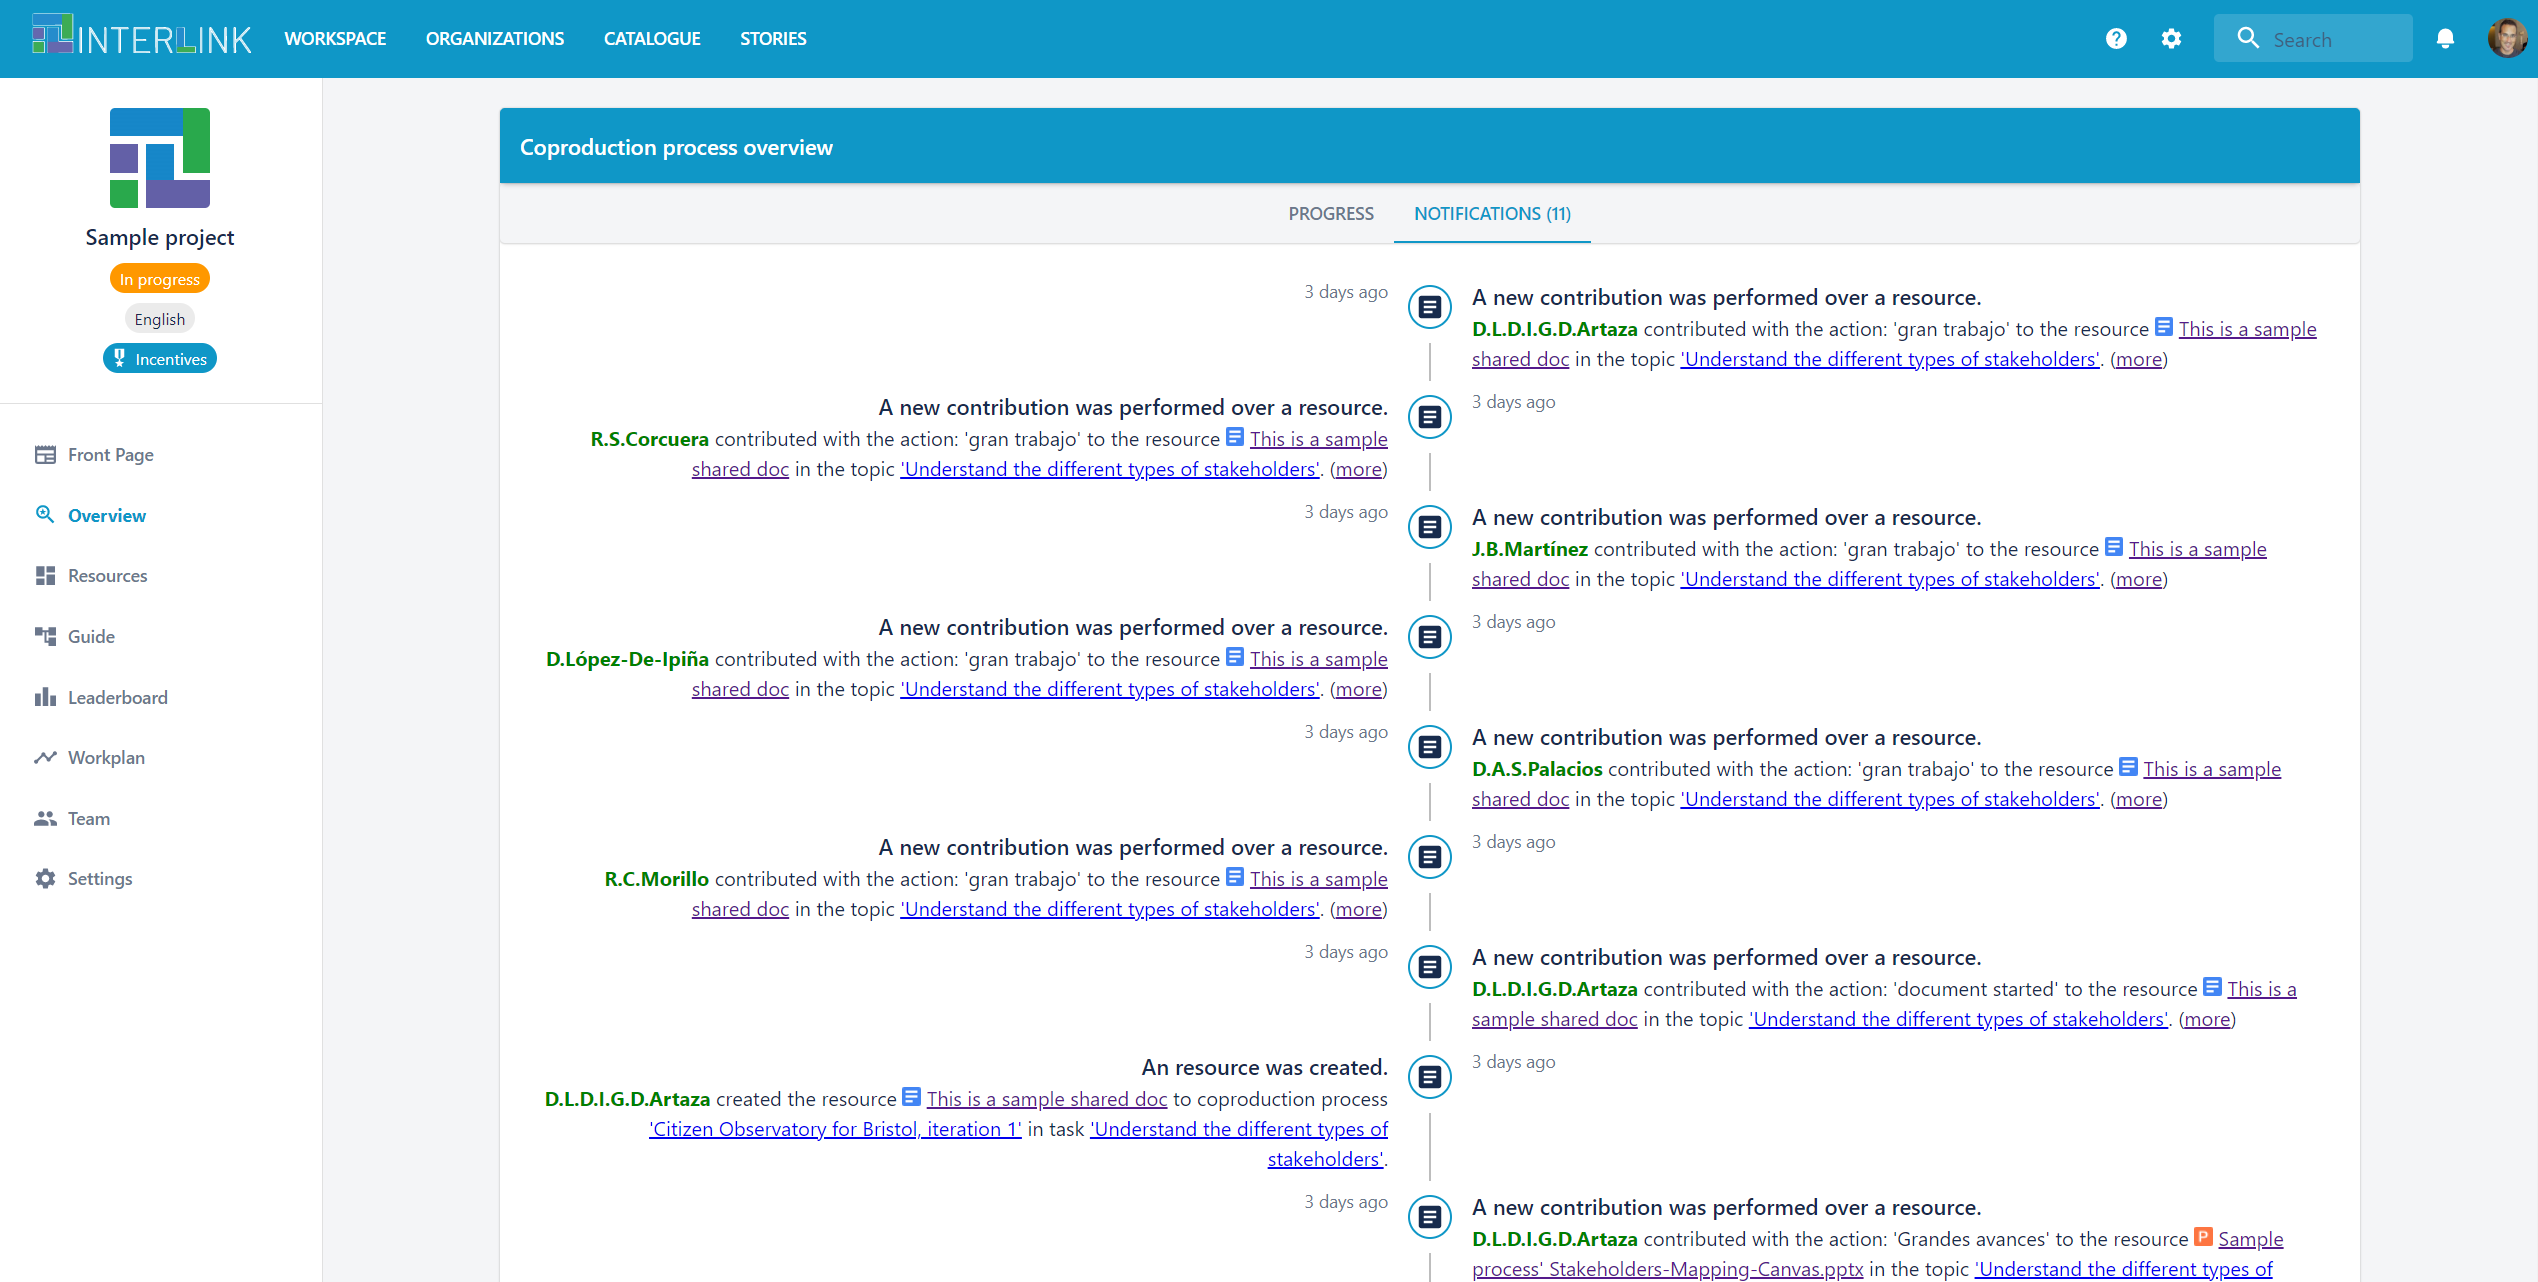 INTERLINK WORKSPACE ORGANIZATIONS CATALOGUE STORIES Search
Sample project
In progress
English
Incentives
Front Page
Overview
Resources
Guide
Leaderboard
Workplan
Team
Settings
Coproduction process overview
PROGRESS NOTIFICATIONS (11)
3 days ago
A new contribution was performed over a resource.
D.L.D.I.G.D.Artaza contributed with the action: 'gran trabajo' to the resource This is a sample
shared doc in the topic 'Understand the different types of stakeholders'. (more)
A new contribution was performed over a resource.
R.S.Corcuera contributed with the action: 'gran trabajo' to the resource This is a sample
shared doc in the topic 'Understand the different types of stakeholders'. (more)
3 days ago
3 days ago
A new contribution was performed over a resource.
J.B.Martínez contributed with the action: 'gran trabajo' to the resource This is a sample
shared doc in the topic 'Understand the different types of stakeholders'. (more)
A new contribution was performed over a resource.
D.López-De-Ipiña contributed with the action: 'gran trabajo' to the resource This is a sample
shared doc in the topic 'Understand the different types of stakeholders'. (more)
3 days ago
3 days ago
A new contribution was performed over a resource.
D.A.S.Palacios contributed with the action: 'gran trabajo' to the resource This is a sample
shared doc in the topic 'Understand the different types of stakeholders'. (more)
A new contribution was performed over a resource.
R.C.Morillo contributed with the action: 'gran trabajo' to the resource This is a sample
shared doc in the topic 'Understand the different types of stakeholders'. (more)
3 days ago
3 days ago
A new contribution was performed over a resource.
D.L.D.I.G.D.Artaza contributed with the action: 'document started' to the resource This is a
sample shared doc in the topic 'Understand the different types of stakeholders'. (more)
An resource was created.
D.L.D.I.G.D.Artaza created the resource This is a sample shared doc to coproduction process
'Citizen Observatory for Bristol, iteration 1' in task 'Understand the different types of
stakeholders'.
3 days ago
3 days ago
A new contribution was performed over a resource.
D.L.D.I.G.D.Artaza contributed with the action: 'Grandes avances' to the resource P Sample
process' Stakeholders-Mapping-Canvas.pptx in the topic 'Understand the different types of